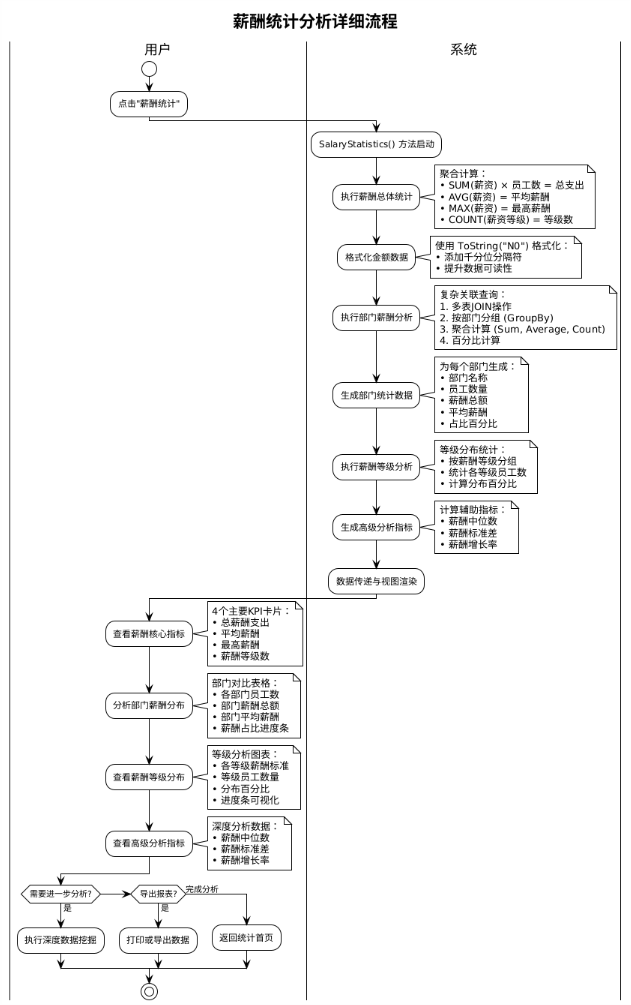 薪酬统计分析详细流程
用户
系统
点击"薪酬统计"
SalaryStatistics() 方法启动
执行薪酬总体统计
聚合计算：
• SUM(薪资) × 员工数 = 总支出
• AVG(薪资) = 平均薪酬
• MAX(薪资) = 最高薪酬
• COUNT(薪资等级) = 等级数
格式化金额数据
使用 ToString("N0") 格式化：
• 添加千分位分隔符
• 提升数据可读性
执行部门薪酬分析
复杂关联查询：
1. 多表JOIN操作
2. 按部门分组 (GroupBy)
3. 聚合计算 (Sum, Average, Count)
4. 百分比计算
生成部门统计数据
为每个部门生成：
• 部门名称
• 员工数量
• 薪酬总额
• 平均薪酬
• 占比百分比
执行薪酬等级分析
等级分布统计：
• 按薪酬等级分组
• 统计各等级员工数
• 计算分布百分比
生成高级分析指标
计算辅助指标：
• 薪酬中位数
• 薪酬标准差
• 薪酬增长率
数据传递与视图渲染
查看薪酬核心指标
4个主要KPI卡片：
• 总薪酬支出
• 平均薪酬
• 最高薪酬
• 薪酬等级数
分析部门薪酬分布
部门对比表格：
• 各部门员工数
• 部门薪酬总额
• 部门平均薪酬
• 薪酬占比进度条
查看薪酬等级分布
等级分析图表：
• 各等级薪酬标准
• 等级员工数量
• 分布百分比
• 进度条可视化
查看高级分析指标
深度分析数据：
• 薪酬中位数
• 薪酬标准差
• 薪酬增长率
需要进一步分析?
是
导出报表?
是
完成分析
执行深度数据挖掘
打印或导出数据
返回统计首页